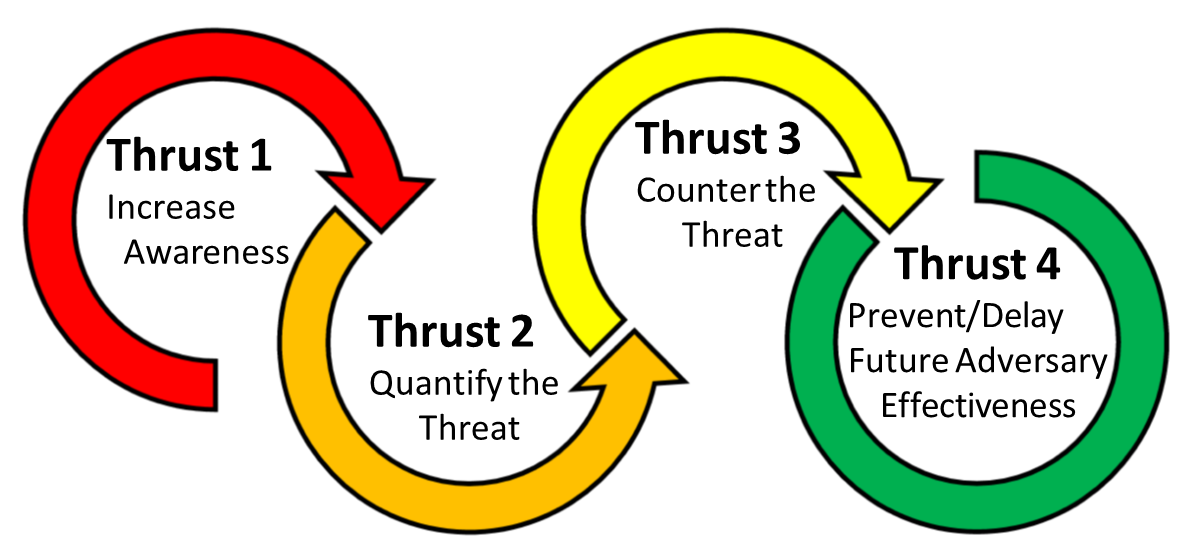 Thrust 1
Increase
Awareness
Thrust 2
Quantify the
Threat
Thrust 3
Counter the
Threat
Thrust 4
Prevent/Delay
Future Adversary
Effectiveness